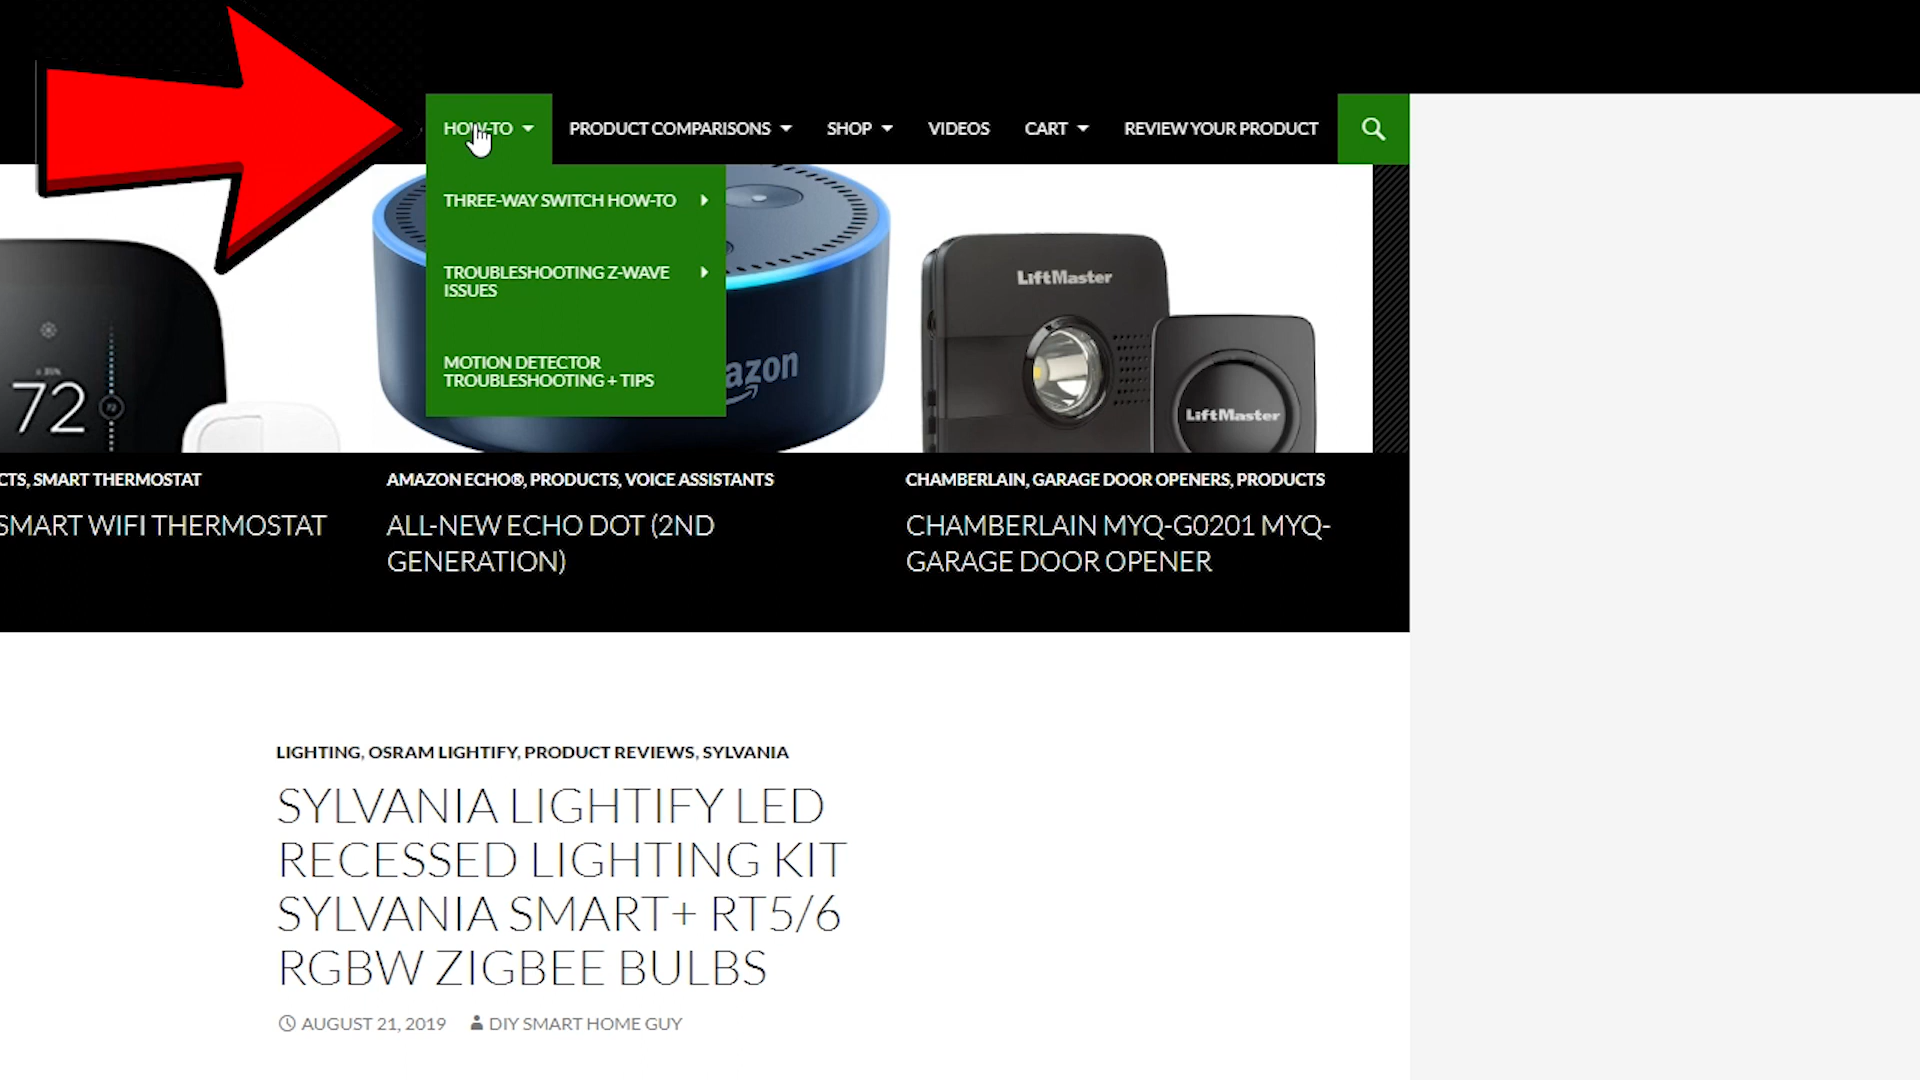 HOW-TO
PRODUCT COMPARISONS
SHOP
VIDEOS
CART
REVIEW YOUR PRODUCT
THREE-WAY SWITCH HOW-TO
TROUBLESHOOTING Z-WAVE
ISSUES
MOTION DETECTOR
TROUBLESHOOTING + TIPS
72
azon
LiftMaster
LiftMaster
CTS, SMART THERMOSTAT
SMART WIFI THERMOSTAT
AMAZON ECHO®, PRODUCTS, VOICE ASSISTANTS
ALL-NEW ECHO DOT (2ND
GENERATION)
CHAMBERLAIN, GARAGE DOOR OPENERS, PRODUCTS
CHAMBERLAIN MYQ-G0201 MYQ-
GARAGE DOOR OPENER
LIGHTING, OSRAM LIGHTIFY, PRODUCT REVIEWS, SYLVANIA
SYLVANIA LIGHTIFY LED
RECESSED LIGHTING KIT
SYLVANIA SMART+ RT5/6
RGBW ZIGBEE BULBS
AUGUST 21, 2019
DIY SMART HOME GUY